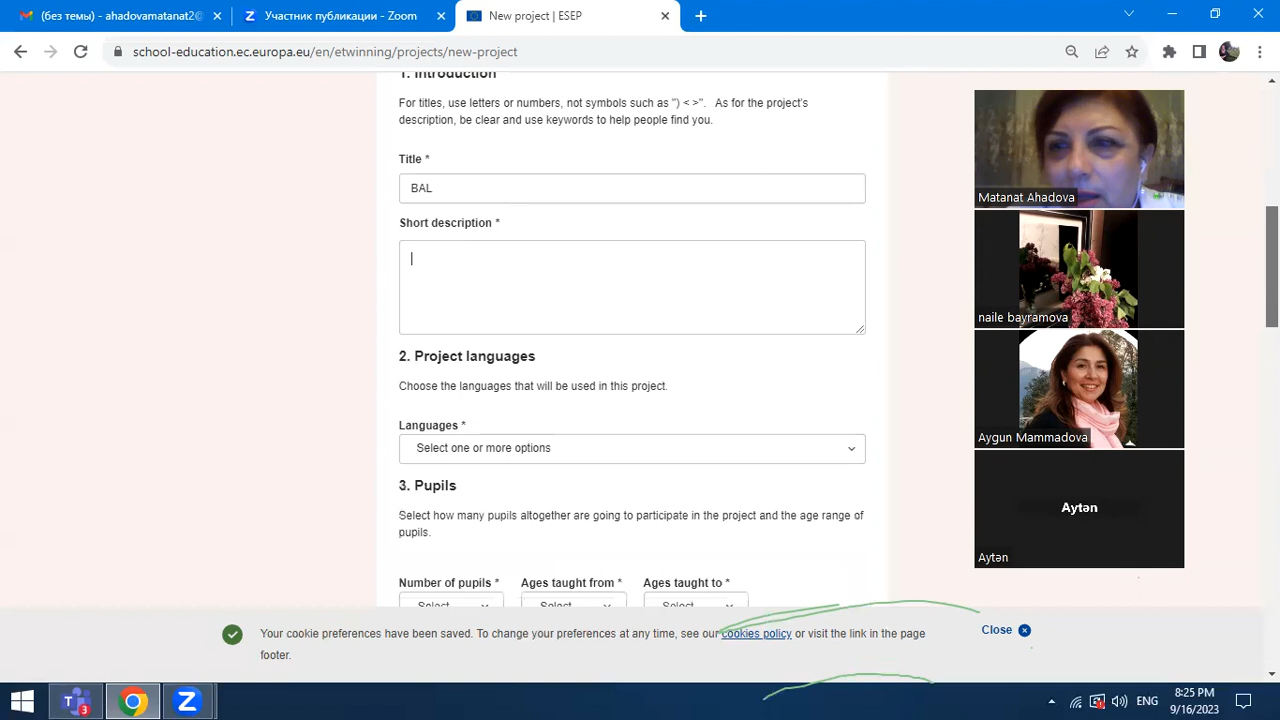 (без темы) - ahadovamatanat2@
Участник публикации - Zoom
New project | ESEP
school-education.ec.europa.eu/en/etwinning/projects/new-project
1. Introduction
For titles, use letters or numbers, not symbols such as ") < >". As for the project's
description, be clear and use keywords to help people find you.
Title *
BAL
Short description *
2. Project languages
Choose the languages that will be used in this project.
Languages *
Select one or more options
3. Pupils
Select how many pupils altogether are going to participate in the project and the age range of
pupils.
Number of pupils * Ages taught from * Ages taught to *
Select Select Select
Your cookie preferences have been saved. To change your preferences at any time, see our cookies policy or visit the link in the page
footer.
Close
Matanat Ahadova
naile bayramova
Aygun Mammadova
Aytən
Aytən
3
ENG
8:25 PM
9/16/2023